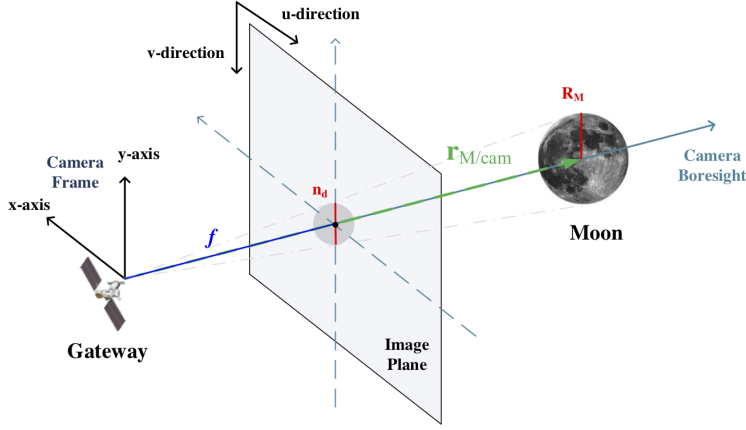 u-direction
v-direction
R_M
Camera
Frame
y-axis
r_M/cam
Camera
Boresight
x-axis
n_d
f
Moon
Gateway
Image
Plane